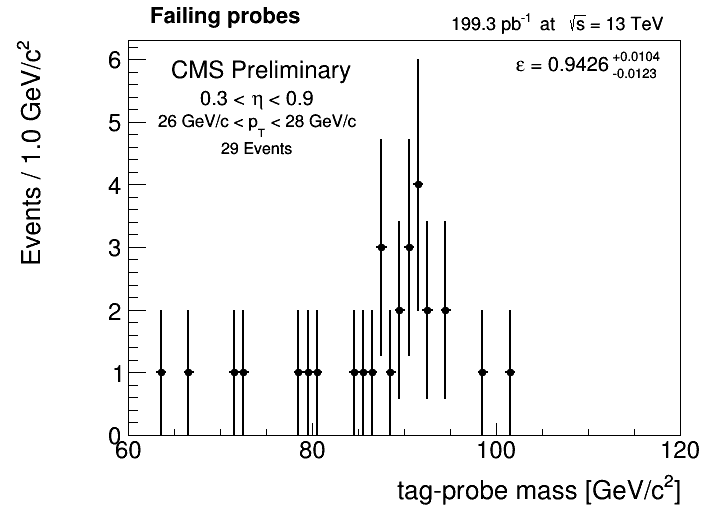 Failing probes
199.3 pb⁻¹ at √s = 13 TeV
CMS Preliminary
ε = 0.9426 +0.0104 -0.0123
0.3 < η < 0.9
26 GeV/c < p_T < 28 GeV/c
29 Events
Events / 1.0 GeV/c²
6
5
4
3
2
1
0
60 80 100 120
tag-probe mass [GeV/c²]